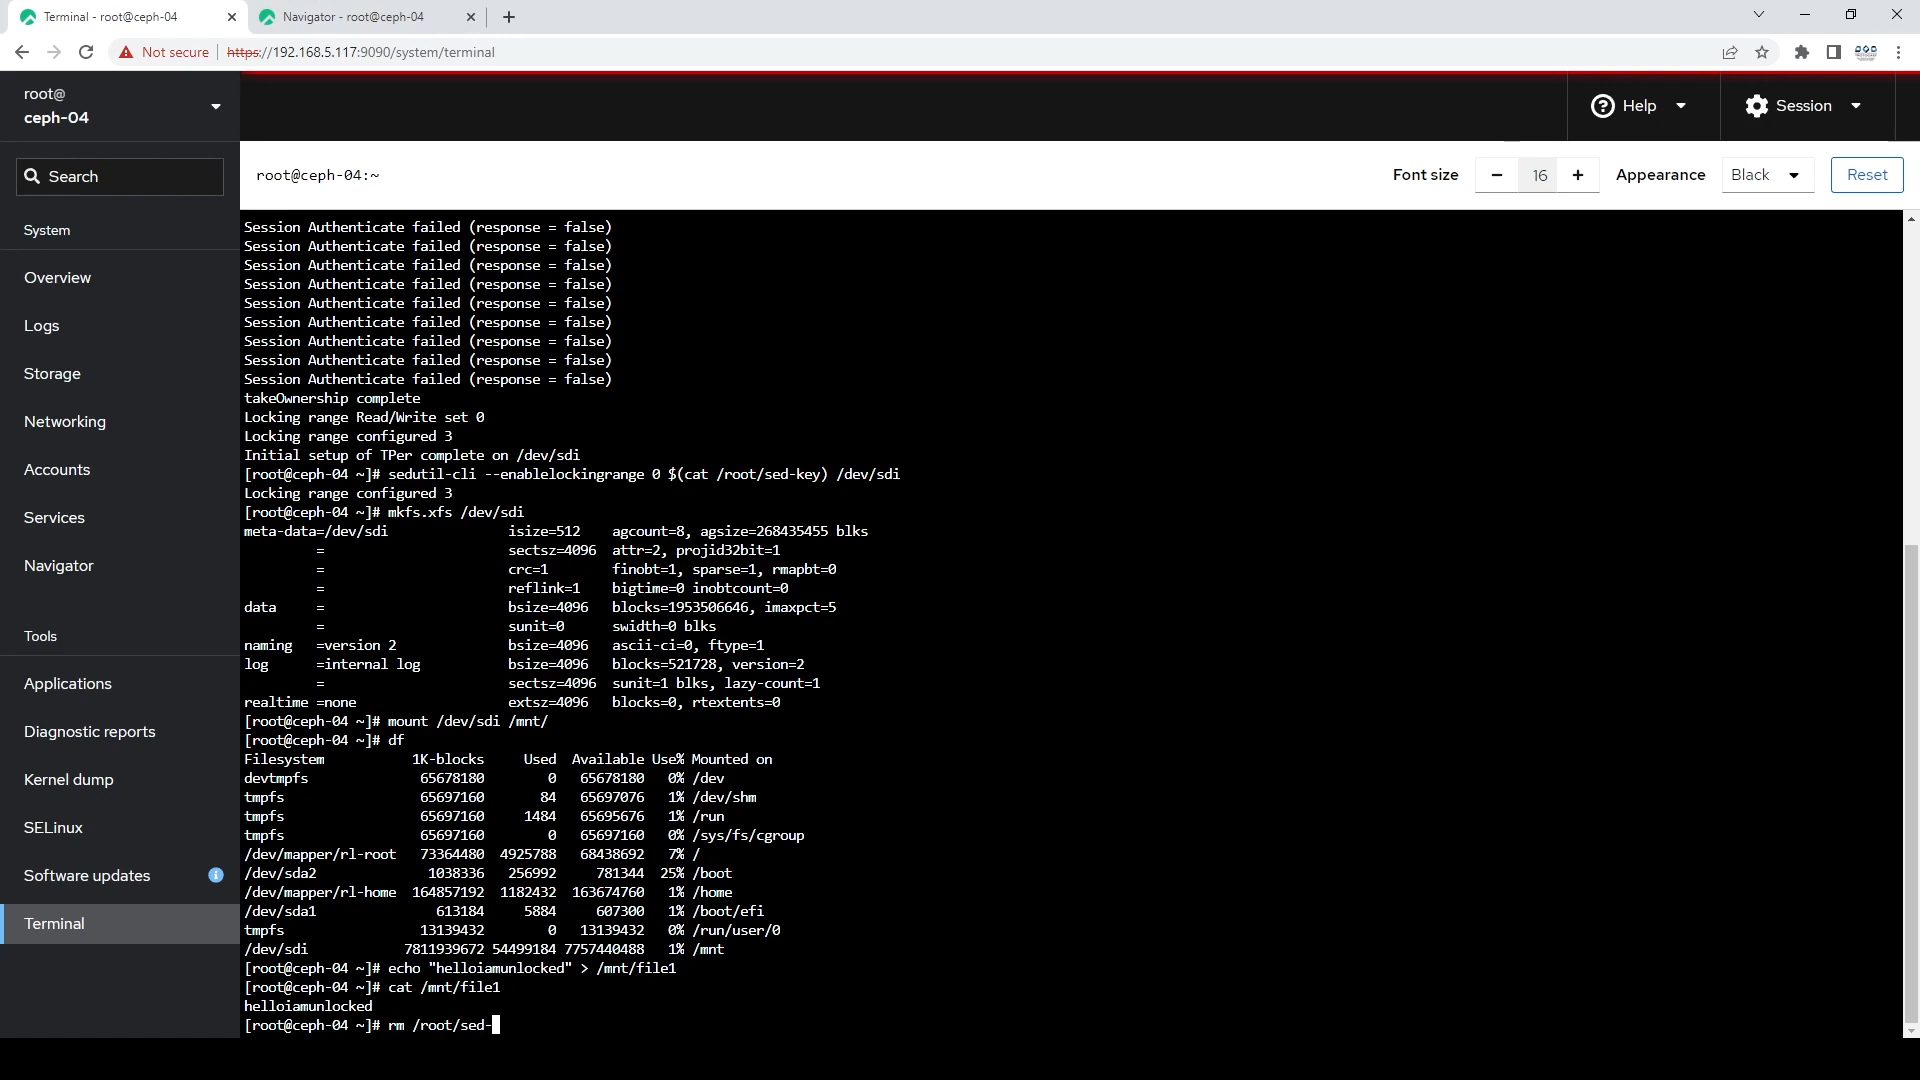 Terminal - root@ceph-04
Navigator - root@ceph-04
Not secure
https://192.168.5.117:9090/system/terminal
root@
ceph-04
Help
Session
Search
root@ceph-04:~
Font size
16
Appearance
Black
Reset
System
Overview
Logs
Storage
Networking
Accounts
Services
Navigator
Tools
Applications
Diagnostic reports
Kernel dump
SELinux
Software updates
Terminal
Session Authenticate failed (response = false)
Session Authenticate failed (response = false)
Session Authenticate failed (response = false)
Session Authenticate failed (response = false)
Session Authenticate failed (response = false)
Session Authenticate failed (response = false)
Session Authenticate failed (response = false)
Session Authenticate failed (response = false)
Session Authenticate failed (response = false)
takeOwnership complete
Locking range Read/Write set 0
Locking range configured 3
Initial setup of TPer complete on /dev/sdi
[root@ceph-04 ~]# sedutil-cli --enablelockingrange 0 $(cat /root/sed-key) /dev/sdi
Locking range configured 3
[root@ceph-04 ~]# mkfs.xfs /dev/sdi
meta-data=/dev/sdi               isize=512    agcount=8, agsize=268435455 blks
         =                       sectsz=4096  attr=2, projid32bit=1
         =                       crc=1        finobt=1, sparse=1, rmapbt=0
         =                       reflink=1    bigtime=0 inobtcount=0
data     =                       bsize=4096   blocks=1953506646, imaxpct=5
         =                       sunit=0      swidth=0 blks
naming   =version 2              bsize=4096   ascii-ci=0, ftype=1
log      =internal log           bsize=4096   blocks=521728, version=2
         =                       sectsz=4096  sunit=1 blks, lazy-count=1
realtime =none                   extsz=4096   blocks=0, rtextents=0
[root@ceph-04 ~]# mount /dev/sdi /mnt/
[root@ceph-04 ~]# df
Filesystem           1K-blocks     Used  Available Use% Mounted on
devtmpfs              65678180        0   65678180   0% /dev
tmpfs                 65697160       84   65697076   1% /dev/shm
tmpfs                 65697160     1484   65695676   1% /run
tmpfs                 65697160        0   65697160   0% /sys/fs/cgroup
/dev/mapper/rl-root   73364480  4925788   68438692   7% /
/dev/sda2              1038336   256992     781344  25% /boot
/dev/mapper/rl-home  164857192  1182432  163674760   1% /home
/dev/sda1               613184     5884     607300   1% /boot/efi
tmpfs                 13139432        0   13139432   0% /run/user/0
/dev/sdi            7811939672 54499184 7757440488   1% /mnt
[root@ceph-04 ~]# echo "helloiamunlocked" > /mnt/file1
[root@ceph-04 ~]# cat /mnt/file1
helloiamunlocked
[root@ceph-04 ~]# rm /root/sed-